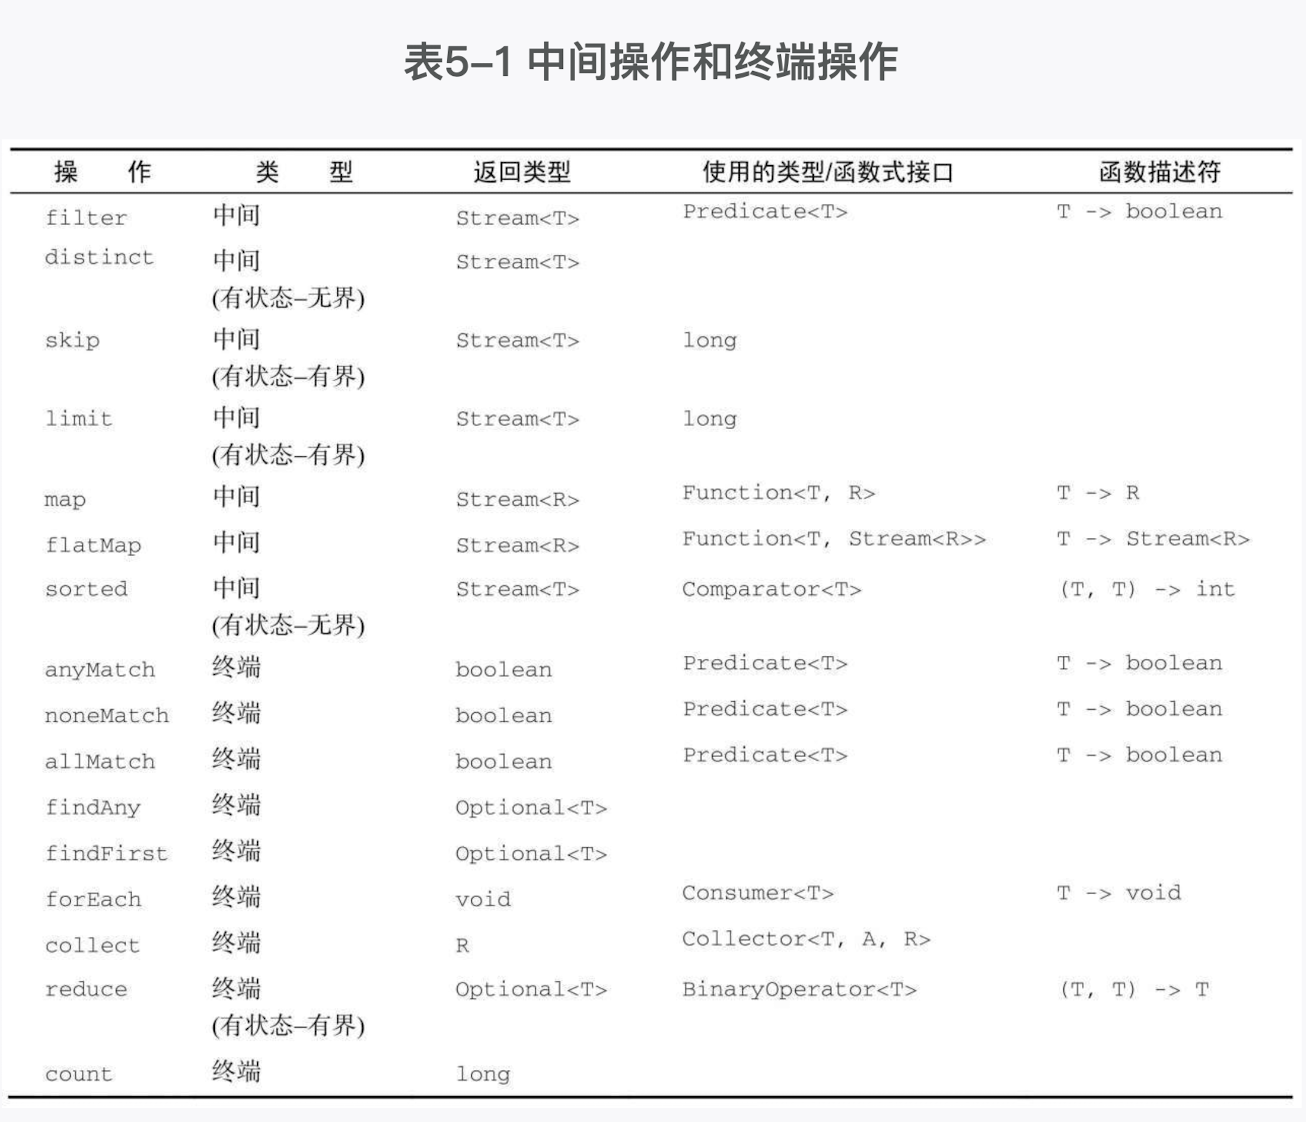 表5–1 中间操作和终端操作
操 作 类 型 返回类型 使用的类型/函数式接口 函数描述符
filter 中间 Stream<T> Predicate<T> T -> boolean
distinct 中间 Stream<T>
(有状态–无界)
skip 中间 Stream<T> long
(有状态–有界)
limit 中间 Stream<T> long
(有状态–有界)
map 中间 Stream<R> Function<T, R> T -> R
flatMap 中间 Stream<R> Function<T, Stream<R>> T -> Stream<R>
sorted 中间 Stream<T> Comparator<T> (T, T) -> int
(有状态–无界)
anyMatch 终端 boolean Predicate<T> T -> boolean
noneMatch 终端 boolean Predicate<T> T -> boolean
allMatch 终端 boolean Predicate<T> T -> boolean
findAny 终端 Optional<T>
findFirst 终端 Optional<T>
forEach 终端 void Consumer<T> T -> void
collect 终端 R Collector<T, A, R>
reduce 终端 Optional<T> BinaryOperator<T> (T, T) -> T
(有状态–有界)
count 终端 long